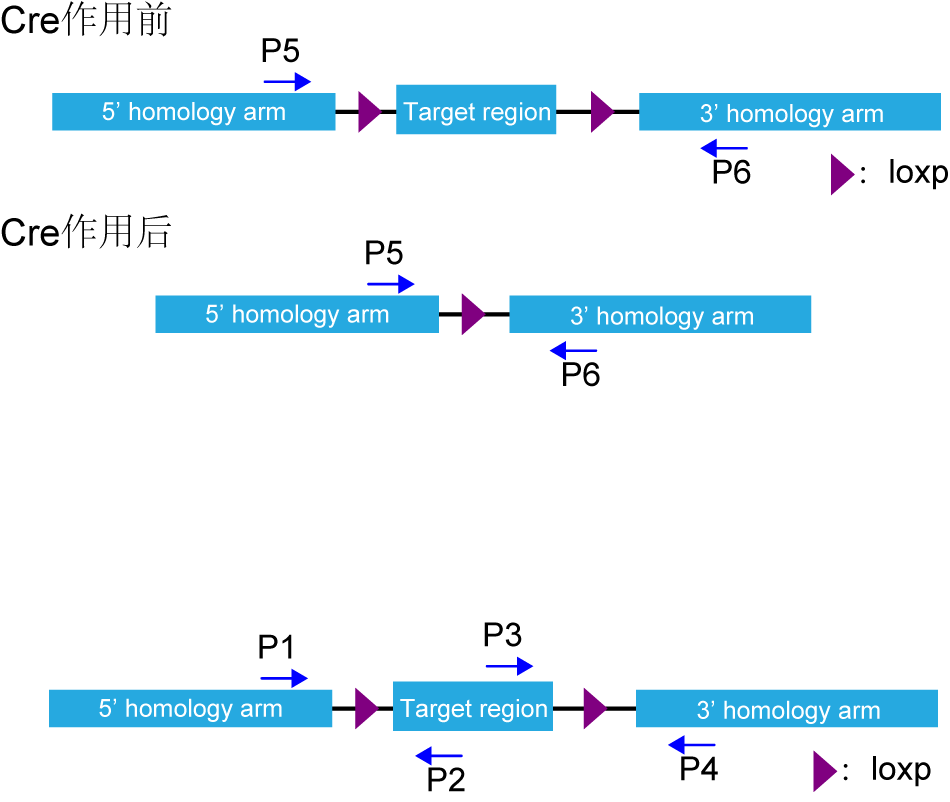 Cre作用前
P5
5’ homology arm
Target region
3’ homology arm
P6
: loxp
Cre作用后
P5
5’ homology arm
3’ homology arm
P6
P1
P3
5’ homology arm
Target region
3’ homology arm
P2
P4
: loxp